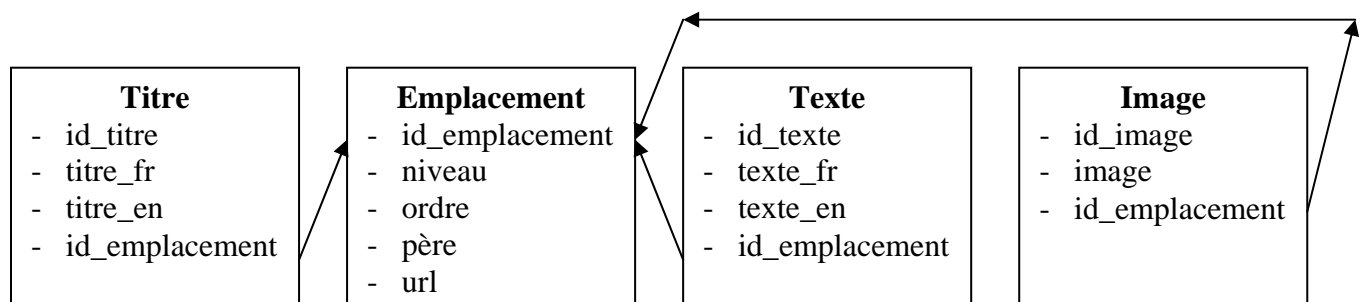 Titre
- id_titre
- titre_fr
- titre_en
- id_emplacement
Emplacement
- id_emplacement
- niveau
- ordre
- père
- url
Texte
- id_texte
- texte_fr
- texte_en
- id_emplacement
Image
- id_image
- image
- id_emplacement